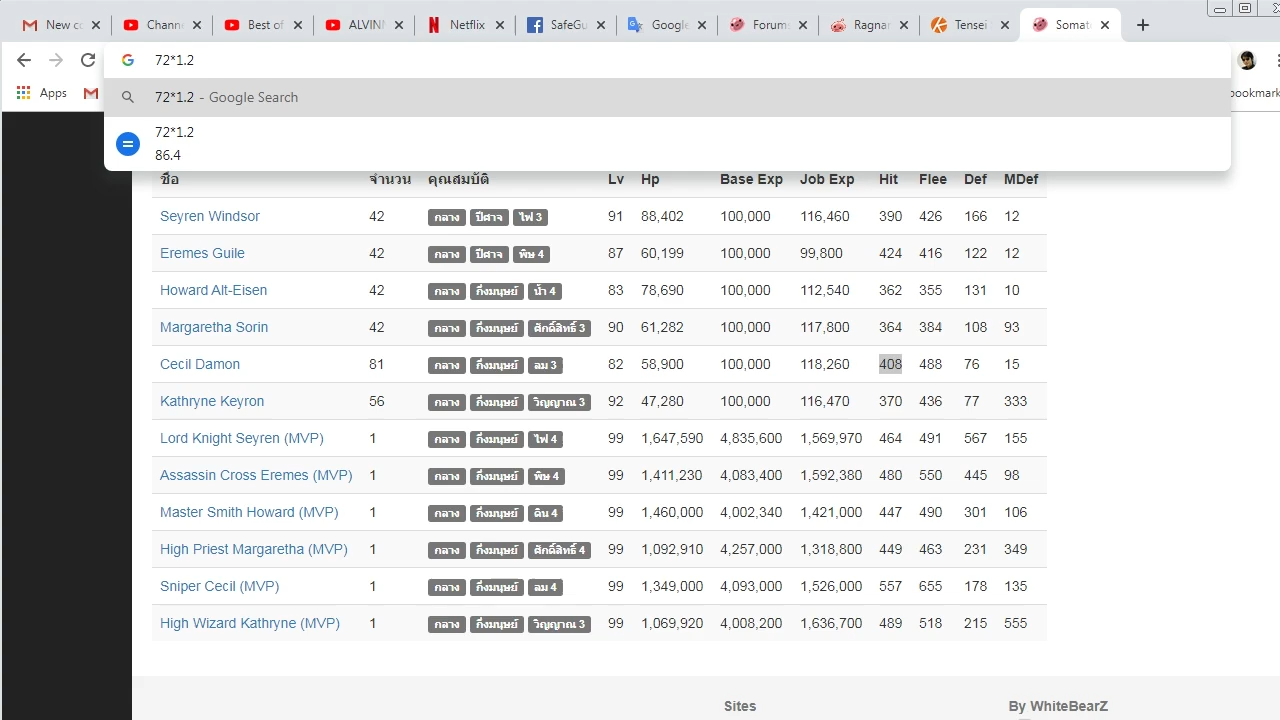 New co Chann Best of ALVINI Netflix SafeGu Google Forum Ragnar Tensei Somat
72*1.2
Apps bookmark
72*1.2 - Google Search
72*1.2
86.4
ชื่อ จำนวน คุณสมบัติ Lv Hp Base Exp Job Exp Hit Flee Def MDef
Seyren Windsor 42 กลาง ปีศาจ ไฟ 3 91 88,402 100,000 116,460 390 426 166 12
Eremes Guile 42 กลาง ปีศาจ พิษ 4 87 60,199 100,000 99,800 424 416 122 12
Howard Alt-Eisen 42 กลาง กึ่งมนุษย์ น้ำ 4 83 78,690 100,000 112,540 362 355 131 10
Margaretha Sorin 42 กลาง กึ่งมนุษย์ ศักดิ์สิทธิ์ 3 90 61,282 100,000 117,800 364 384 108 93
Cecil Damon 81 กลาง กึ่งมนุษย์ ลม 3 82 58,900 100,000 118,260 408 488 76 15
Kathryne Keyron 56 กลาง กึ่งมนุษย์ วิญญาณ 3 92 47,280 100,000 116,470 370 436 77 333
Lord Knight Seyren (MVP) 1 กลาง กึ่งมนุษย์ ไฟ 4 99 1,647,590 4,835,600 1,569,970 464 491 567 155
Assassin Cross Eremes (MVP) 1 กลาง กึ่งมนุษย์ พิษ 4 99 1,411,230 4,083,400 1,592,380 480 550 445 98
Master Smith Howard (MVP) 1 กลาง กึ่งมนุษย์ ดิน 4 99 1,460,000 4,002,340 1,421,000 447 490 301 106
High Priest Margaretha (MVP) 1 กลาง กึ่งมนุษย์ ศักดิ์สิทธิ์ 4 99 1,092,910 4,257,000 1,318,800 449 463 231 349
Sniper Cecil (MVP) 1 กลาง กึ่งมนุษย์ ลม 4 99 1,349,000 4,093,000 1,526,000 557 655 178 135
High Wizard Kathryne (MVP) 1 กลาง กึ่งมนุษย์ วิญญาณ 3 99 1,069,920 4,008,200 1,636,700 489 518 215 555
Sites By WhiteBearZ